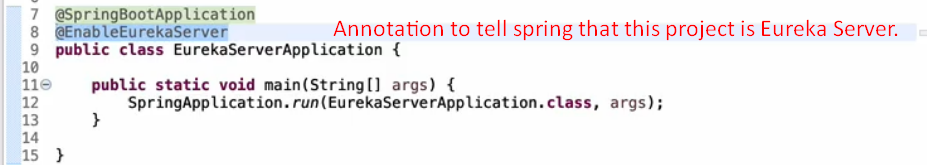 7 @SpringBootApplication
8 @EnableEurekaServer Annotation to tell spring that this project is Eureka Server.
9 public class EurekaServerApplication {
10
11 public static void main(String[] args) {
12 SpringApplication.run(EurekaServerApplication.class, args);
13 }
14
15 }